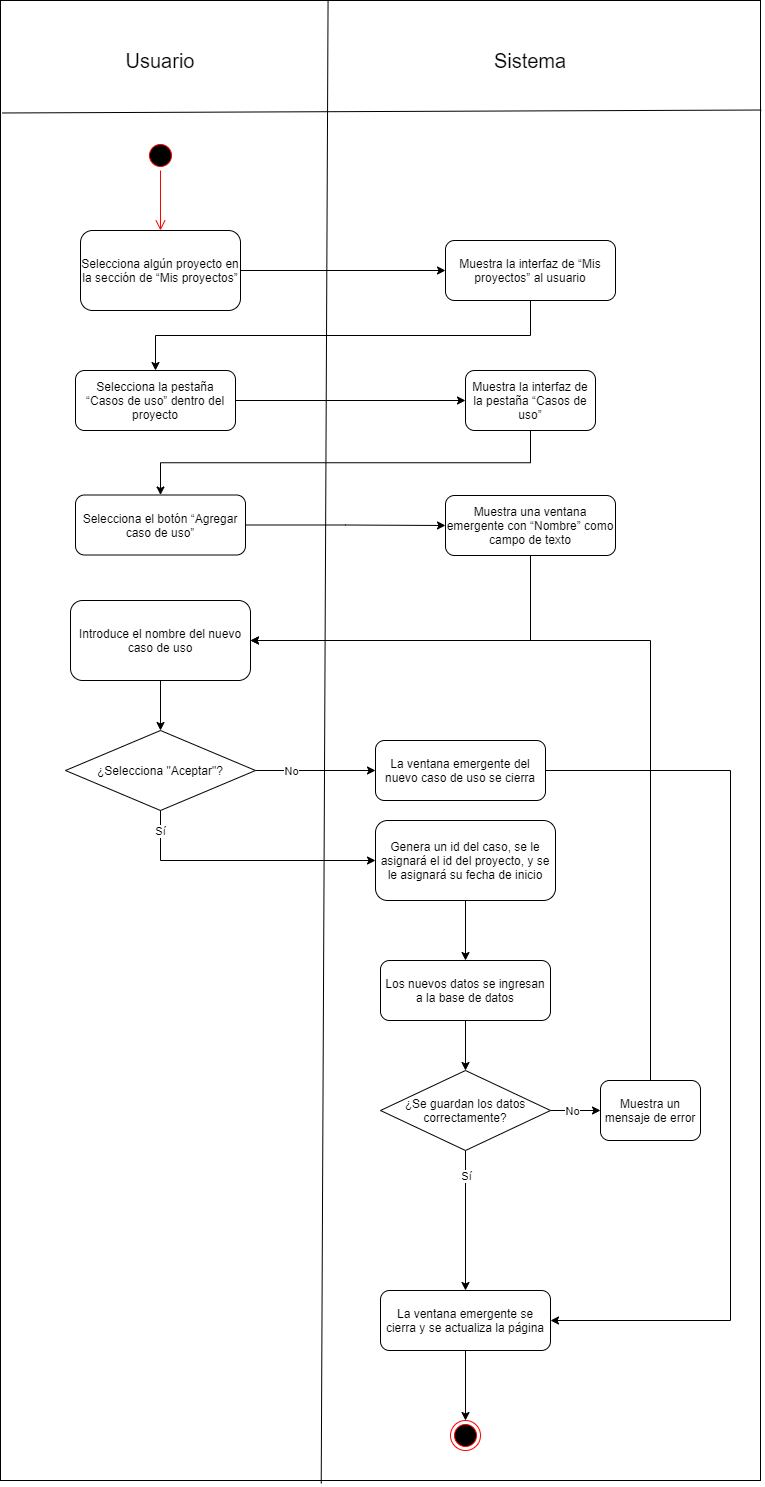 Usuario
Sistema
Selecciona algún proyecto en
la sección de “Mis proyectos”
Muestra la interfaz de “Mis
proyectos” al usuario
Selecciona la pestaña
“Casos de uso” dentro del
proyecto
Muestra la interfaz de
la pestaña “Casos de
uso”
Selecciona el botón “Agregar
caso de uso”
Muestra una ventana
emergente con “Nombre” como
campo de texto
Introduce el nombre del nuevo
caso de uso
¿Selecciona "Aceptar"?
No
La ventana emergente del
nuevo caso de uso se cierra
Sí
Genera un id del caso, se le
asignará el id del proyecto, y se
le asignará su fecha de inicio
Los nuevos datos se ingresan
a la base de datos
¿Se guardan los datos
correctamente?
No
Muestra un
mensaje de error
Sí
La ventana emergente se
cierra y se actualiza la página